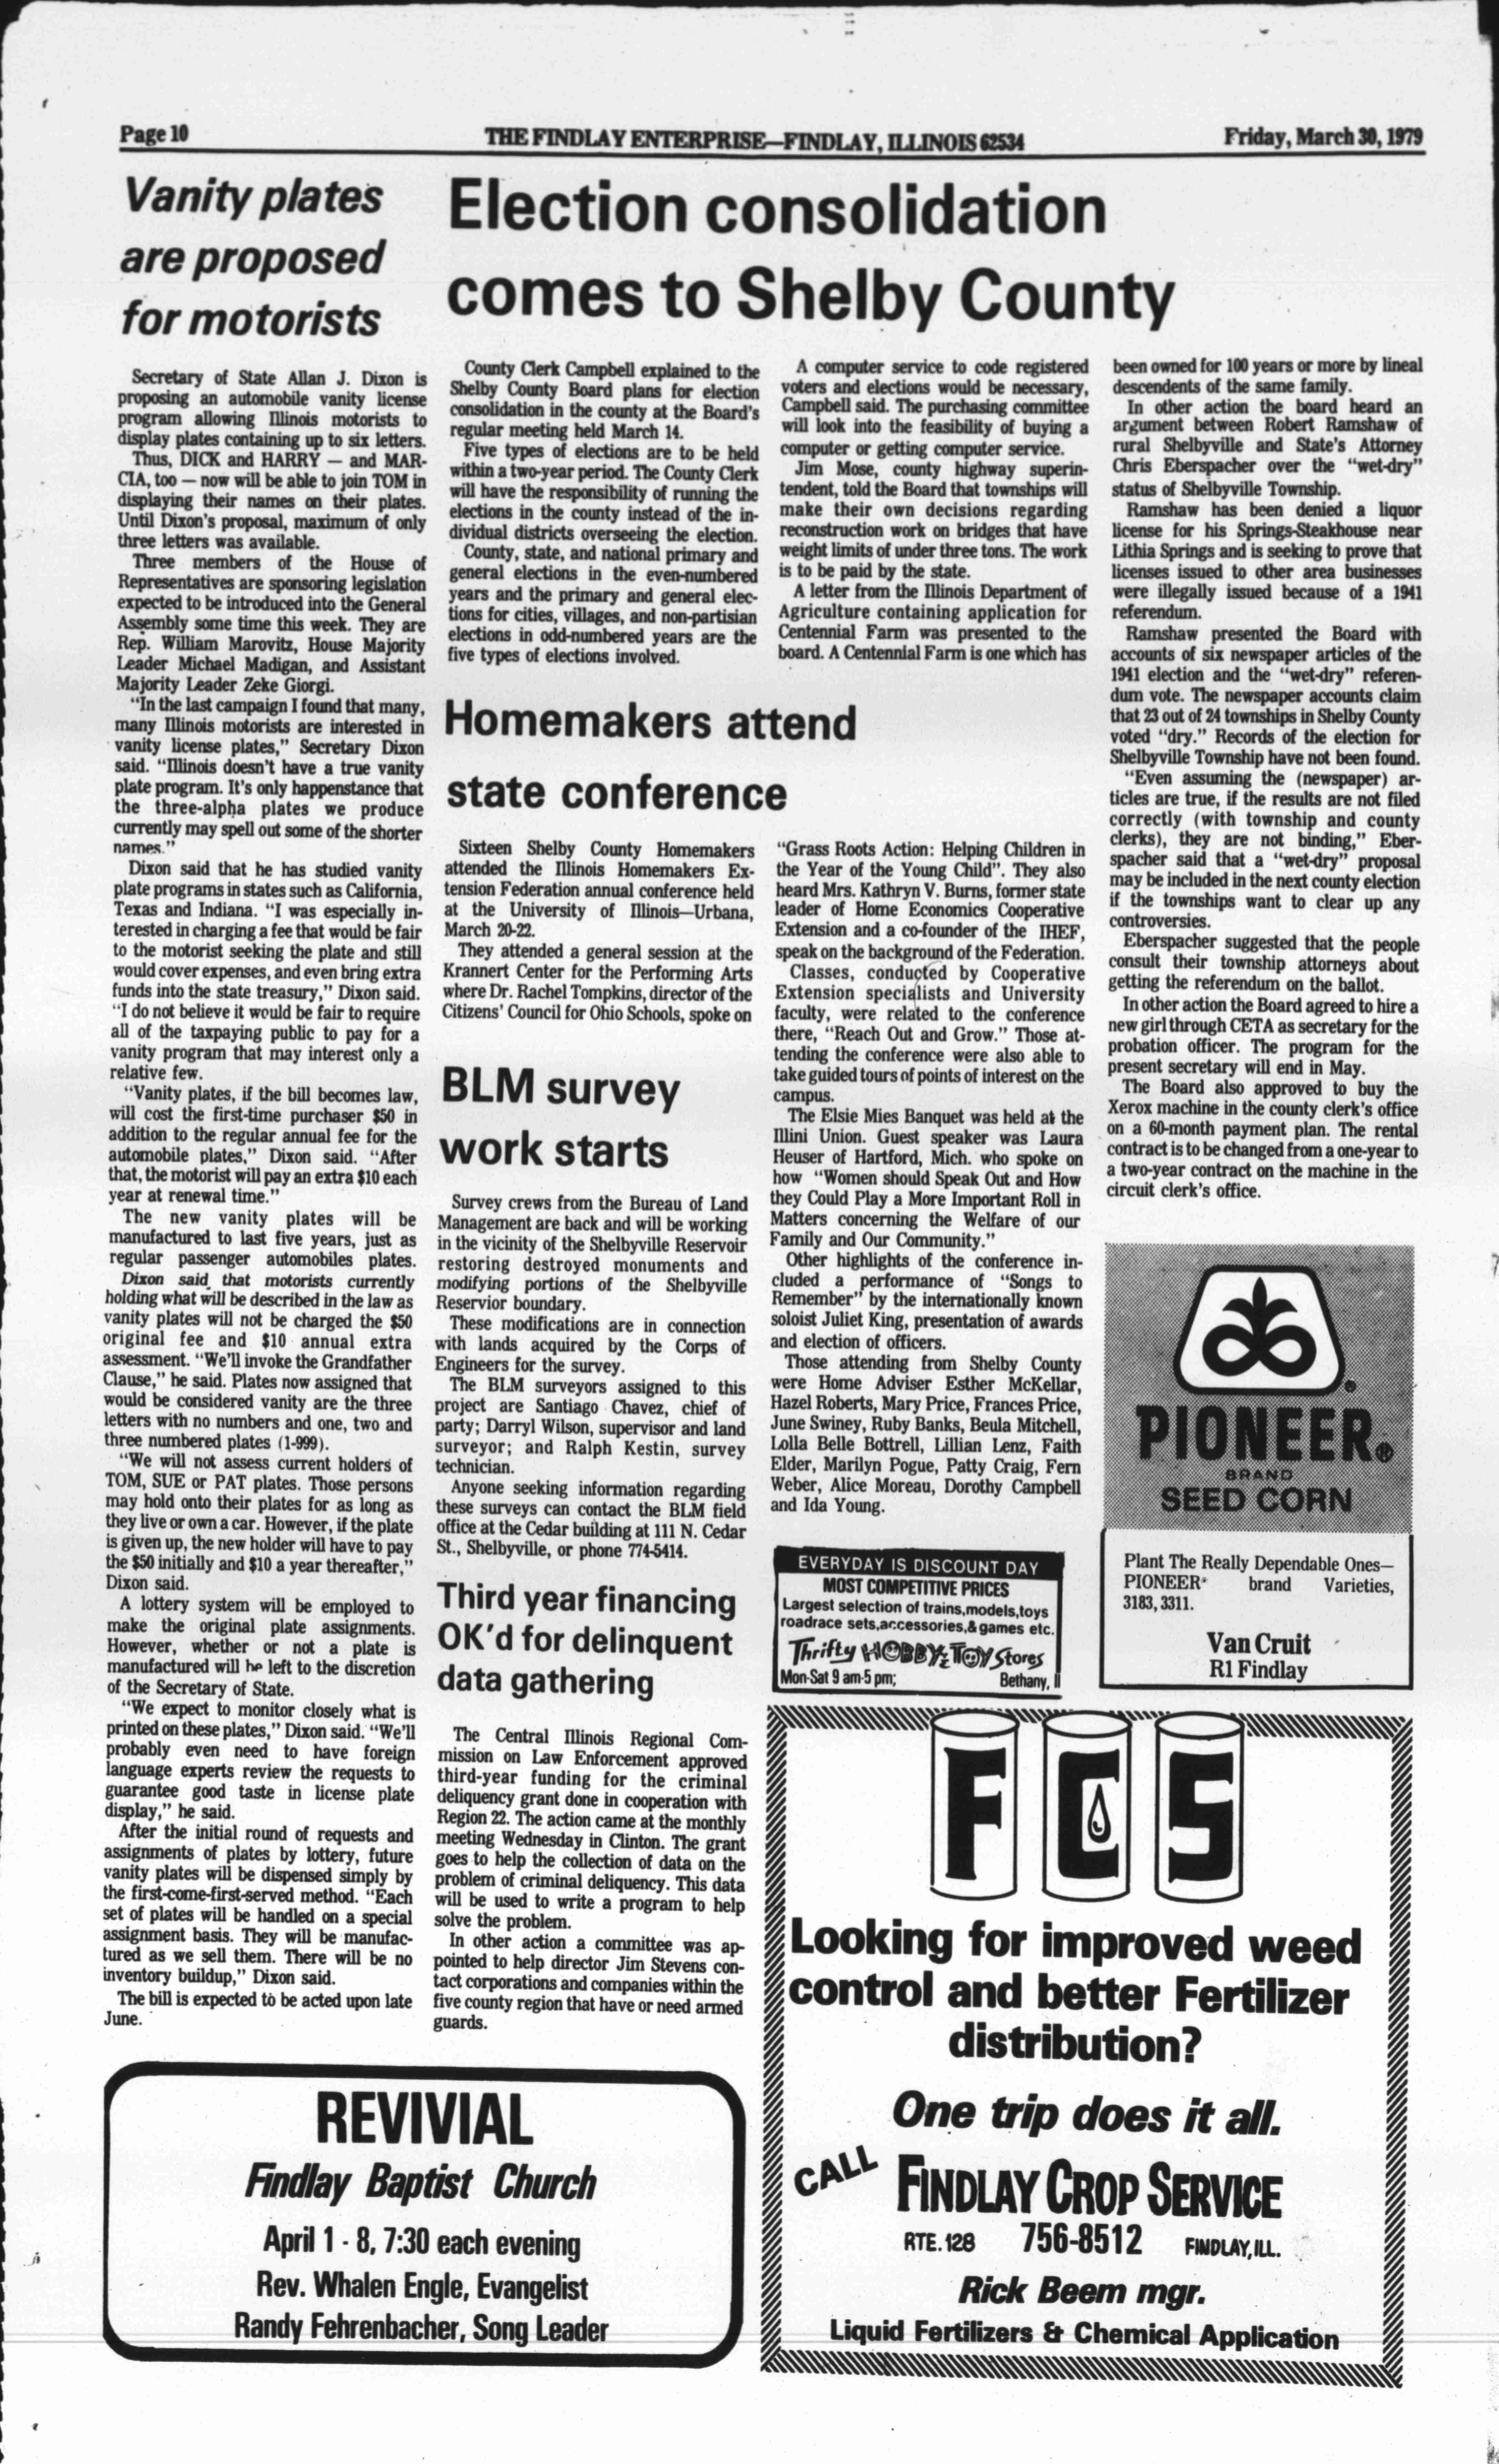 Page 10
THE FINDLAY ENTERPRISE—FINDLAY, ILLINOIS 62534
Friday, March 30, 1979
Vanity plates
are proposed
for motorists
Secretary of State Allan J. Dixon is
proposing an automobile vanity license
program allowing Illinois motorists to
display plates containing up to six letters.
Thus, DICK and HARRY — and MAR-
CIA, too — now will be able to join TOM in
displaying their names on their plates.
Until Dixon's proposal, maximum of only
three letters was available.
Three members of the House of
Representatives are sponsoring legislation
expected to be introduced into the General
Assembly some time this week. They are
Rep. William Marovitz, House Majority
Leader Michael Madigan, and Assistant
Majority Leader Zeke Giorgi.
"In the last campaign I found that many,
many Illinois motorists are interested in
vanity license plates," Secretary Dixon
said. "Illinois doesn't have a true vanity
plate program. It's only happenstance that
the three-alpha plates we produce
currently may spell out some of the shorter
names."
Dixon said that he has studied vanity
plate programs in states such as California,
Texas and Indiana. "I was especially in-
terested in charging a fee that would be fair
to the motorist seeking the plate and still
would cover expenses, and even bring extra
funds into the state treasury," Dixon said.
"I do not believe it would be fair to require
all of the taxpaying public to pay for a
vanity program that may interest only a
relative few.
"Vanity plates, if the bill becomes law,
will cost the first-time purchaser $50 in
addition to the regular annual fee for the
automobile plates," Dixon said. "After
that, the motorist will pay an extra $10 each
year at renewal time."
The new vanity plates will be
manufactured to last five years, just as
regular passenger automobiles plates.
Dixon said that motorists currently
holding what will be described in the law as
vanity plates will not be charged the $50
original fee and $10 annual extra
assessment. "We'll invoke the Grandfather
Clause," he said. Plates now assigned that
would be considered vanity are the three
letters with no numbers and one, two and
three numbered plates (1-999).
"We will not assess current holders of
TOM, SUE or PAT plates. Those persons
may hold onto their plates for as long as
they live or own a car. However, if the plate
is given up, the new holder will have to pay
the $50 initially and $10 a year thereafter,"
Dixon said.
A lottery system will be employed to
make the original plate assignments.
However, whether or not a plate is
manufactured will be left to the discretion
of the Secretary of State.
"We expect to monitor closely what is
printed on these plates," Dixon said. "We'll
probably even need to have foreign
language experts review the requests to
guarantee good taste in license plate
display," he said.
After the initial round of requests and
assignments of plates by lottery, future
vanity plates will be dispensed simply by
the first-come-first-served method. "Each
set of plates will be handled on a special
assignment basis. They will be manufac-
tured as we sell them. There will be no
inventory buildup," Dixon said.
The bill is expected to be acted upon late
June.
Election consolidation
comes to Shelby County
County Clerk Campbell explained to the
Shelby County Board plans for election
consolidation in the county at the Board's
regular meeting held March 14.
Five types of elections are to be held
within a two-year period. The County Clerk
will have the responsibility of running the
elections in the county instead of the in-
dividual districts overseeing the election.
County, state, and national primary and
general elections in the even-numbered
years and the primary and general elec-
tions for cities, villages, and non-partisian
elections in odd-numbered years are the
five types of elections involved.
A computer service to code registered
voters and elections would be necessary,
Campbell said. The purchasing committee
will look into the feasibility of buying a
computer or getting computer service.
Jim Mose, county highway superin-
tendent, told the Board that townships will
make their own decisions regarding
reconstruction work on bridges that have
weight limits of under three tons. The work
is to be paid by the state.
A letter from the Illinois Department of
Agriculture containing application for
Centennial Farm was presented to the
board. A Centennial Farm is one which has
been owned for 100 years or more by lineal
descendents of the same family.
In other action the board heard an
argument between Robert Ramshaw of
rural Shelbyville and State's Attorney
Chris Eberspacher over the "wet-dry"
status of Shelbyville Township.
Ramshaw has been denied a liquor
license for his Springs-Steakhouse near
Lithia Springs and is seeking to prove that
licenses issued to other area businesses
were illegally issued because of a 1941
referendum.
Ramshaw presented the Board with
accounts of six newspaper articles of the
1941 election and the "wet-dry" referen-
dum vote. The newspaper accounts claim
that 23 out of 24 townships in Shelby County
voted "dry." Records of the election for
Shelbyville Township have not been found.
"Even assuming the (newspaper) ar-
ticles are true, if the results are not filed
correctly (with township and county
clerks), they are not binding," Eber-
spacher said that a "wet-dry" proposal
may be included in the next county election
if the townships want to clear up any
controversies.
Eberspacher suggested that the people
consult their township attorneys about
getting the referendum on the ballot.
In other action the Board agreed to hire a
new girl through CETA as secretary for the
probation officer. The program for the
present secretary will end in May.
The Board also approved to buy the
Xerox machine in the county clerk's office
on a 60-month payment plan. The rental
contract is to be changed from a one-year to
a two-year contract on the machine in the
circuit clerk's office.
Homemakers attend
state conference
Sixteen Shelby County Homemakers
attended the Illinois Homemakers Ex-
tension Federation annual conference held
at the University of Illinois—Urbana,
March 20-22.
They attended a general session at the
Krannert Center for the Performing Arts
where Dr. Rachel Tompkins, director of the
Citizens' Council for Ohio Schools, spoke on
"Grass Roots Action: Helping Children in
the Year of the Young Child". They also
heard Mrs. Kathryn V. Burns, former state
leader of Home Economics Cooperative
Extension and a co-founder of the IHEF,
speak on the background of the Federation.
Classes, conducted by Cooperative
Extension specialists and University
faculty, were related to the conference
there, "Reach Out and Grow." Those at-
tending the conference were also able to
take guided tours of points of interest on the
campus.
The Elsie Mies Banquet was held at the
Illini Union. Guest speaker was Laura
Heuser of Hartford, Mich. who spoke on
how "Women should Speak Out and How
they Could Play a More Important Roll in
Matters concerning the Welfare of our
Family and Our Community."
Other highlights of the conference in-
cluded a performance of "Songs to
Remember" by the internationally known
soloist Juliet King, presentation of awards
and election of officers.
Those attending from Shelby County
were Home Adviser Esther McKellar,
Hazel Roberts, Mary Price, Frances Price,
June Swiney, Ruby Banks, Beula Mitchell,
Lolla Belle Bottrell, Lillian Lenz, Faith
Elder, Marilyn Pogue, Patty Craig, Fern
Weber, Alice Moreau, Dorothy Campbell
and Ida Young.
BLM survey
work starts
Survey crews from the Bureau of Land
Management are back and will be working
in the vicinity of the Shelbyville Reservoir
restoring destroyed monuments and
modifying portions of the Shelbyville
Reservior boundary.
These modifications are in connection
with lands acquired by the Corps of
Engineers for the survey.
The BLM surveyors assigned to this
project are Santiago Chavez, chief of
party; Darryl Wilson, supervisor and land
surveyor; and Ralph Kestin, survey
technician.
Anyone seeking information regarding
these surveys can contact the BLM field
office at the Cedar building at 111 N. Cedar
St., Shelbyville, or phone 774-5414.
Third year financing
OK'd for delinquent
data gathering
The Central Illinois Regional Com-
mission on Law Enforcement approved
third-year funding for the criminal
deliquency grant done in cooperation with
Region 22. The action came at the monthly
meeting Wednesday in Clinton. The grant
goes to help the collection of data on the
problem of criminal deliquency. This data
will be used to write a program to help
solve the problem.
In other action a committee was ap-
pointed to help director Jim Stevens con-
tact corporations and companies within the
five county region that have or need armed
guards.
EVERYDAY IS DISCOUNT DAY
MOST COMPETITIVE PRICES
Largest selection of trains,models,toys
roadrace sets,accessories,&games etc.
Thrifty HOBBY & TOY Stores
Mon-Sat 9 am-5 pm; Bethany, Il
PIONEER®
BRAND
SEED CORN
Plant The Really Dependable Ones—
PIONEER® brand Varieties,
3183, 3311.
Van Cruit
R1 Findlay
REVIVIAL
Findlay Baptist Church
April 1 - 8, 7:30 each evening
Rev. Whalen Engle, Evangelist
Randy Fehrenbacher, Song Leader
FCS
Looking for improved weed
control and better Fertilizer
distribution?
One trip does it all.
CALL FINDLAY CROP SERVICE
RTE. 128 756-8512 FINDLAY, ILL.
Rick Beem mgr.
Liquid Fertilizers & Chemical Application